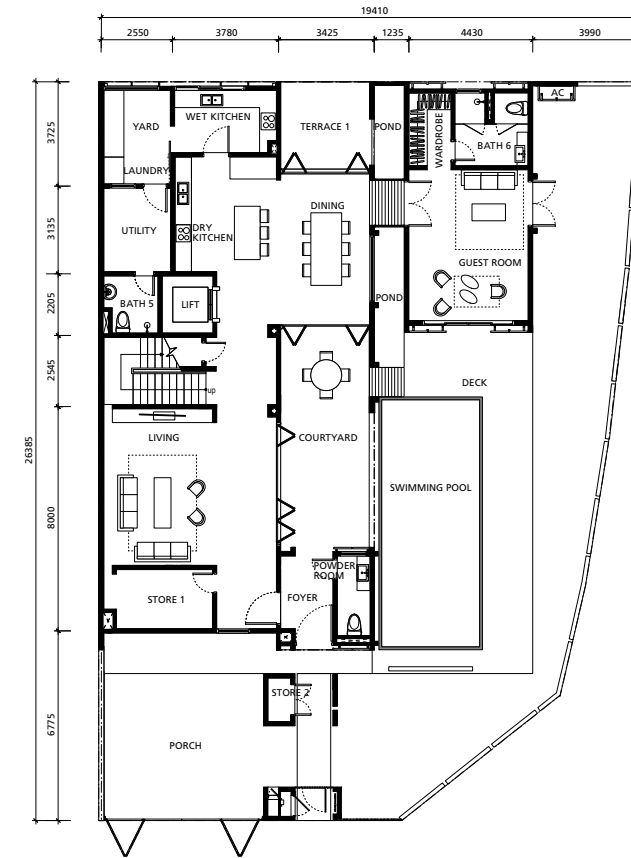 19410
2550
3780
3425
1235
4430
3990
AC
WET KITCHEN
YARD
TERRACE 1
POND
WARDROBE
BATH 6
3725
LAUNDRY
DINING
UTILITY
DRY
KITCHEN
3135
GUEST ROOM
BATH 5
LIFT
POND
2205
2545
up
DECK
26385
LIVING
COURTYARD
SWIMMING POOL
8000
POWDER
ROOM
STORE 1
FOYER
STORE 2
6775
PORCH